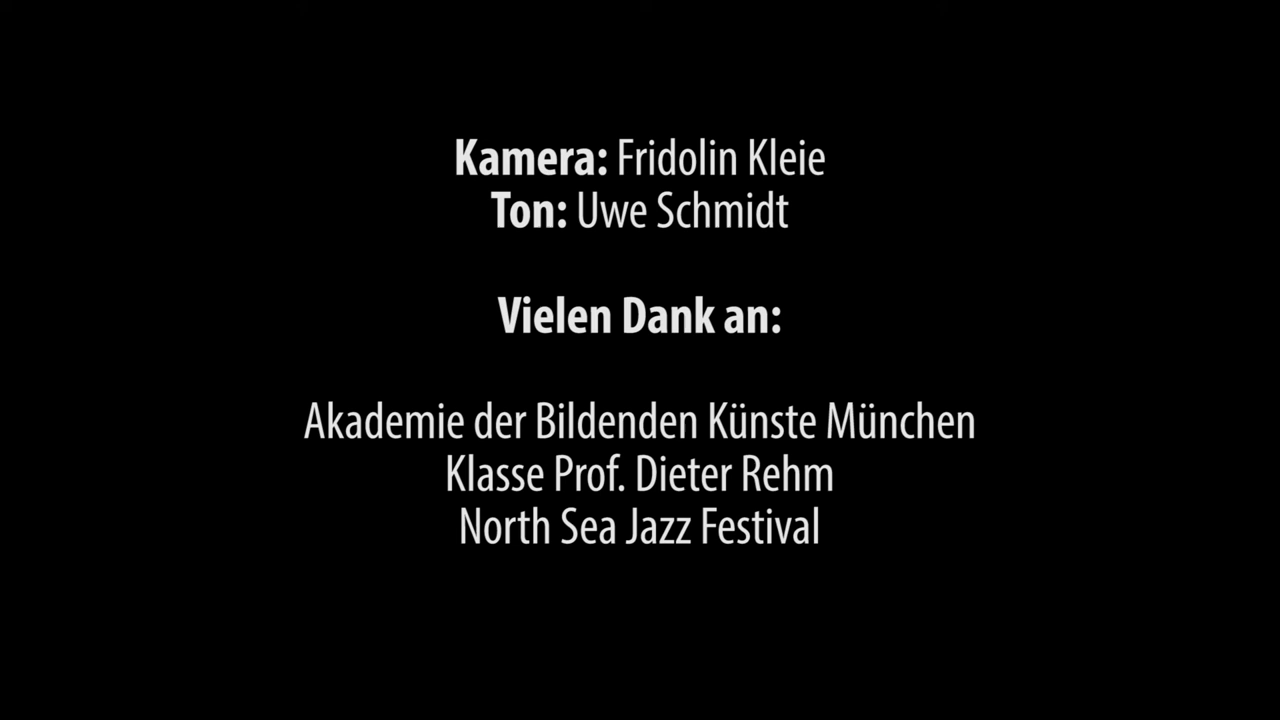 Kamera: Fridolin Kleie
Ton: Uwe Schmidt
Vielen Dank an:
Akademie der Bildenden Künste München
Klasse Prof. Dieter Rehm
North Sea Jazz Festival